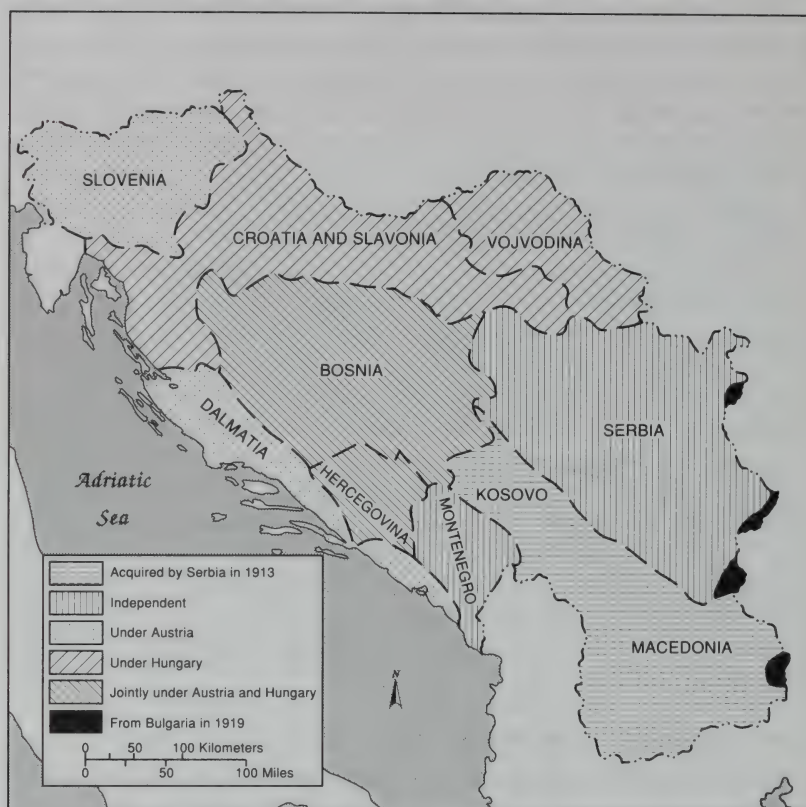 SLOVENIA
CROATIA AND SLAVONIA
VOJVODINA
BOSNIA
DALMATIA
SERBIA
HERCEGOVINA
KOSOVO
MONTENEGRO
MACEDONIA
Adriatic
Sea
Acquired by Serbia in 1913
Independent
Under Austria
Under Hungary
Jointly under Austria and Hungary
From Bulgaria in 1919
0 50 100 Kilometers
0 50 100 Miles
N